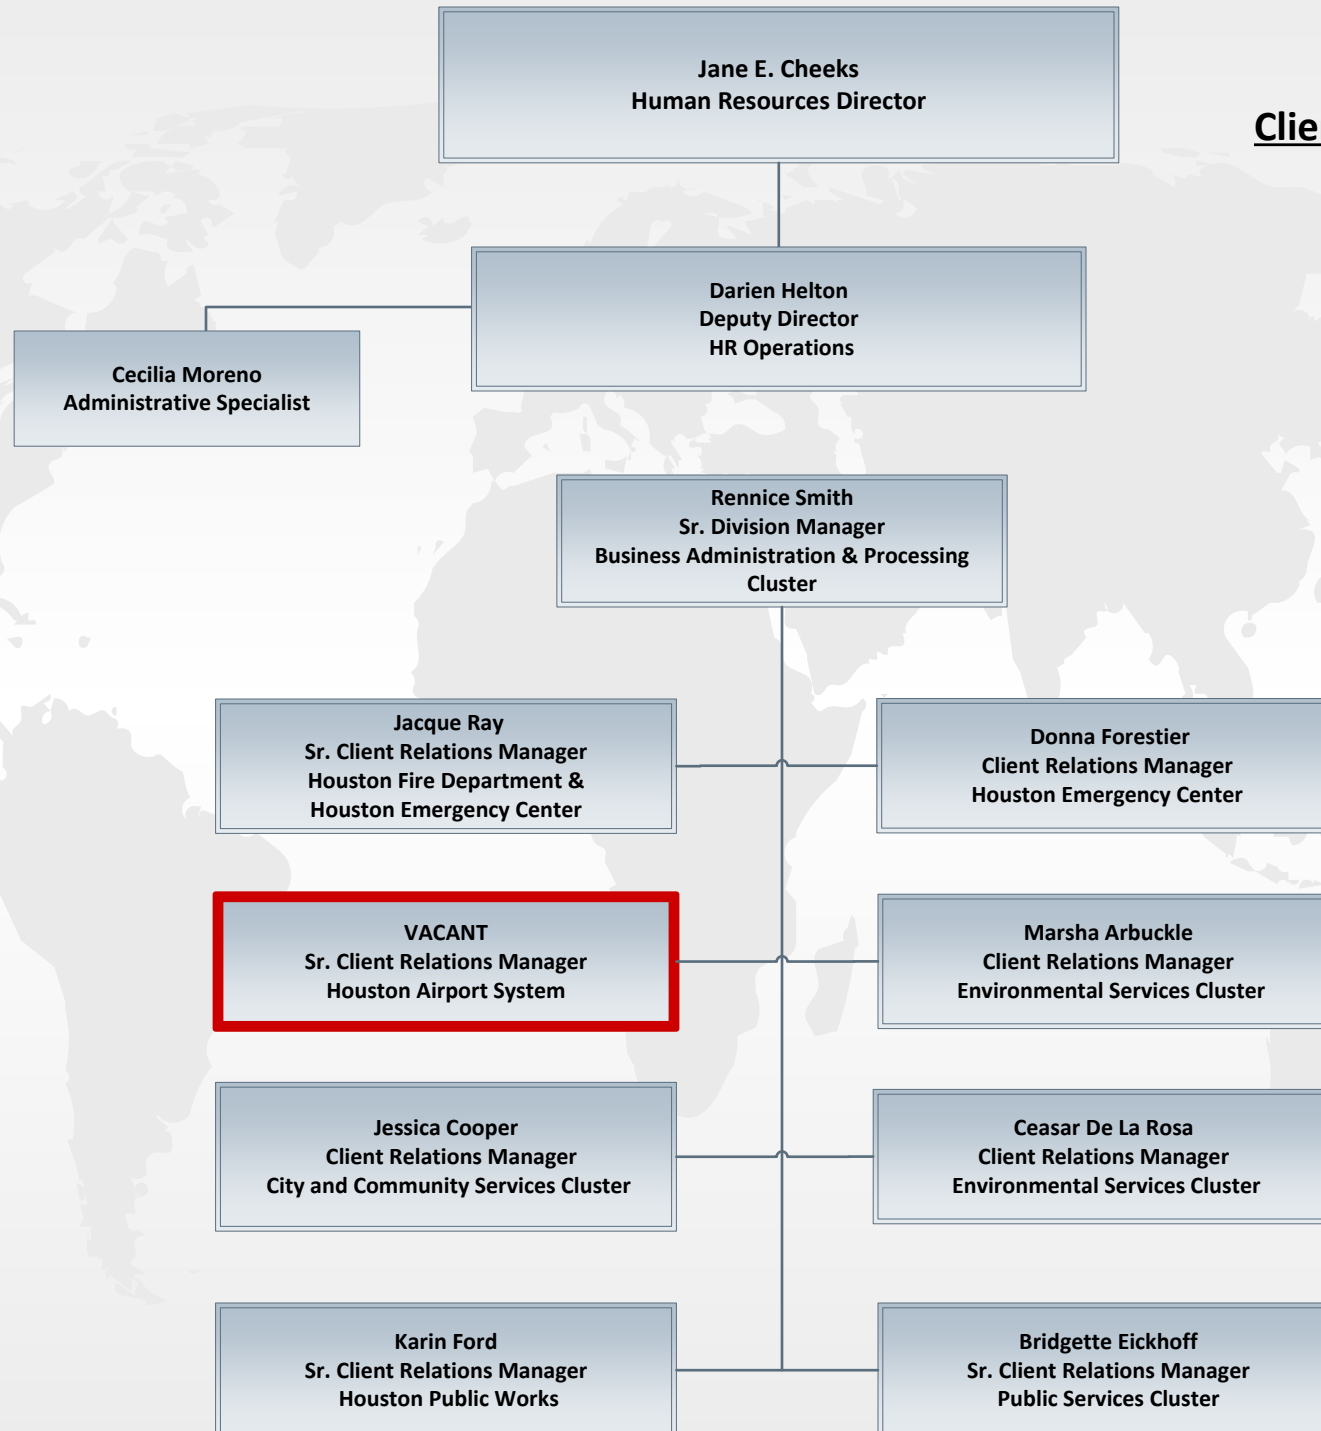 Jane E. Cheeks
Human Resources Director
Darien Helton
Deputy Director
HR Operations
Cecilia Moreno
Administrative Specialist
Rennice Smith
Sr. Division Manager
Business Administration & Processing
Cluster
Jacque Ray
Sr. Client Relations Manager
Houston Fire Department &
Houston Emergency Center
Donna Forestier
Client Relations Manager
Houston Emergency Center
VACANT
Sr. Client Relations Manager
Houston Airport System
Marsha Arbuckle
Client Relations Manager
Environmental Services Cluster
Jessica Cooper
Client Relations Manager
City and Community Services Cluster
Ceasar De La Rosa
Client Relations Manager
Environmental Services Cluster
Karin Ford
Sr. Client Relations Manager
Houston Public Works
Bridgette Eickhoff
Sr. Client Relations Manager
Public Services Cluster